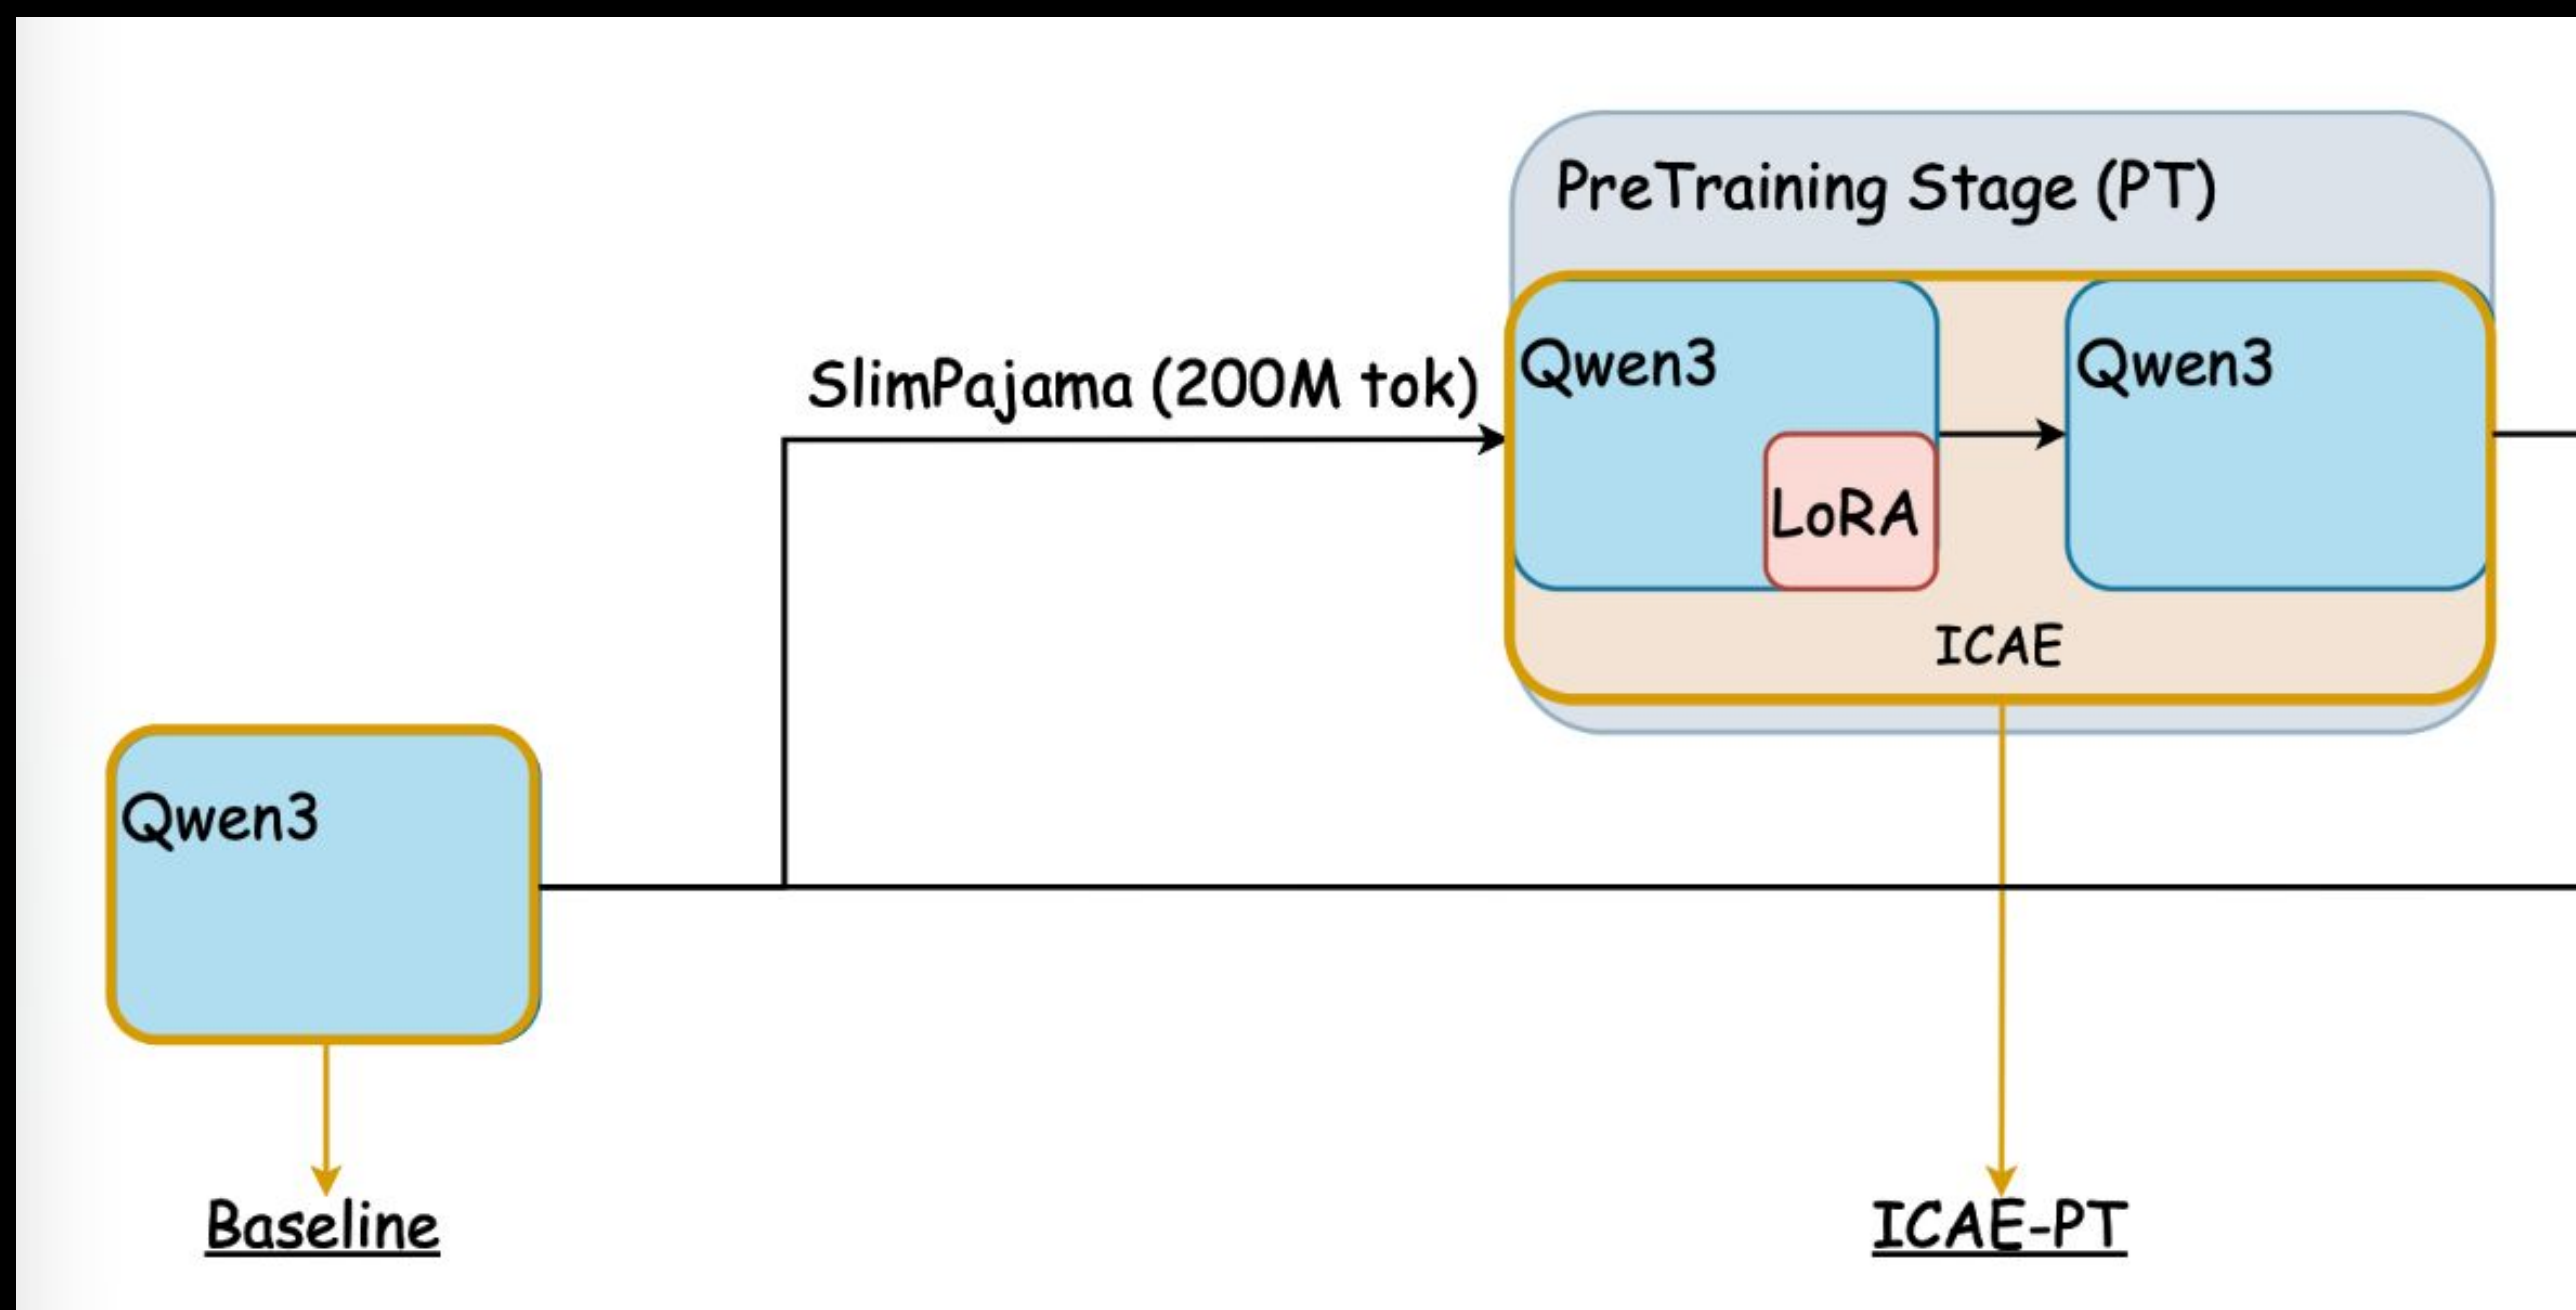 PreTraining Stage (PT)
SlimPajama (200M tok)
Qwen3
Qwen3
LoRA
ICAE
Qwen3
Baseline
ICAE-PT